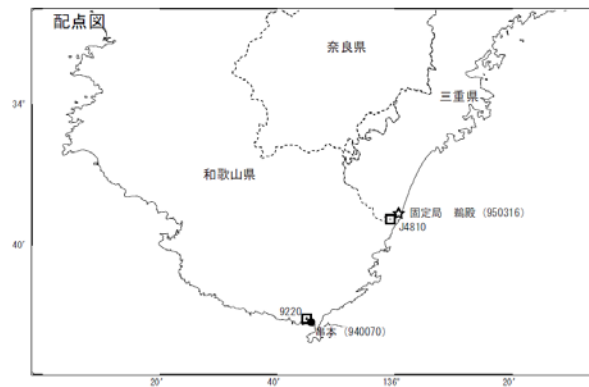 配点図
奈良県
三重県
34°
和歌山県
固定局 鵜殿（950316）
J4810
40'
9220
串本（940070）
20'
40'
136°
20'